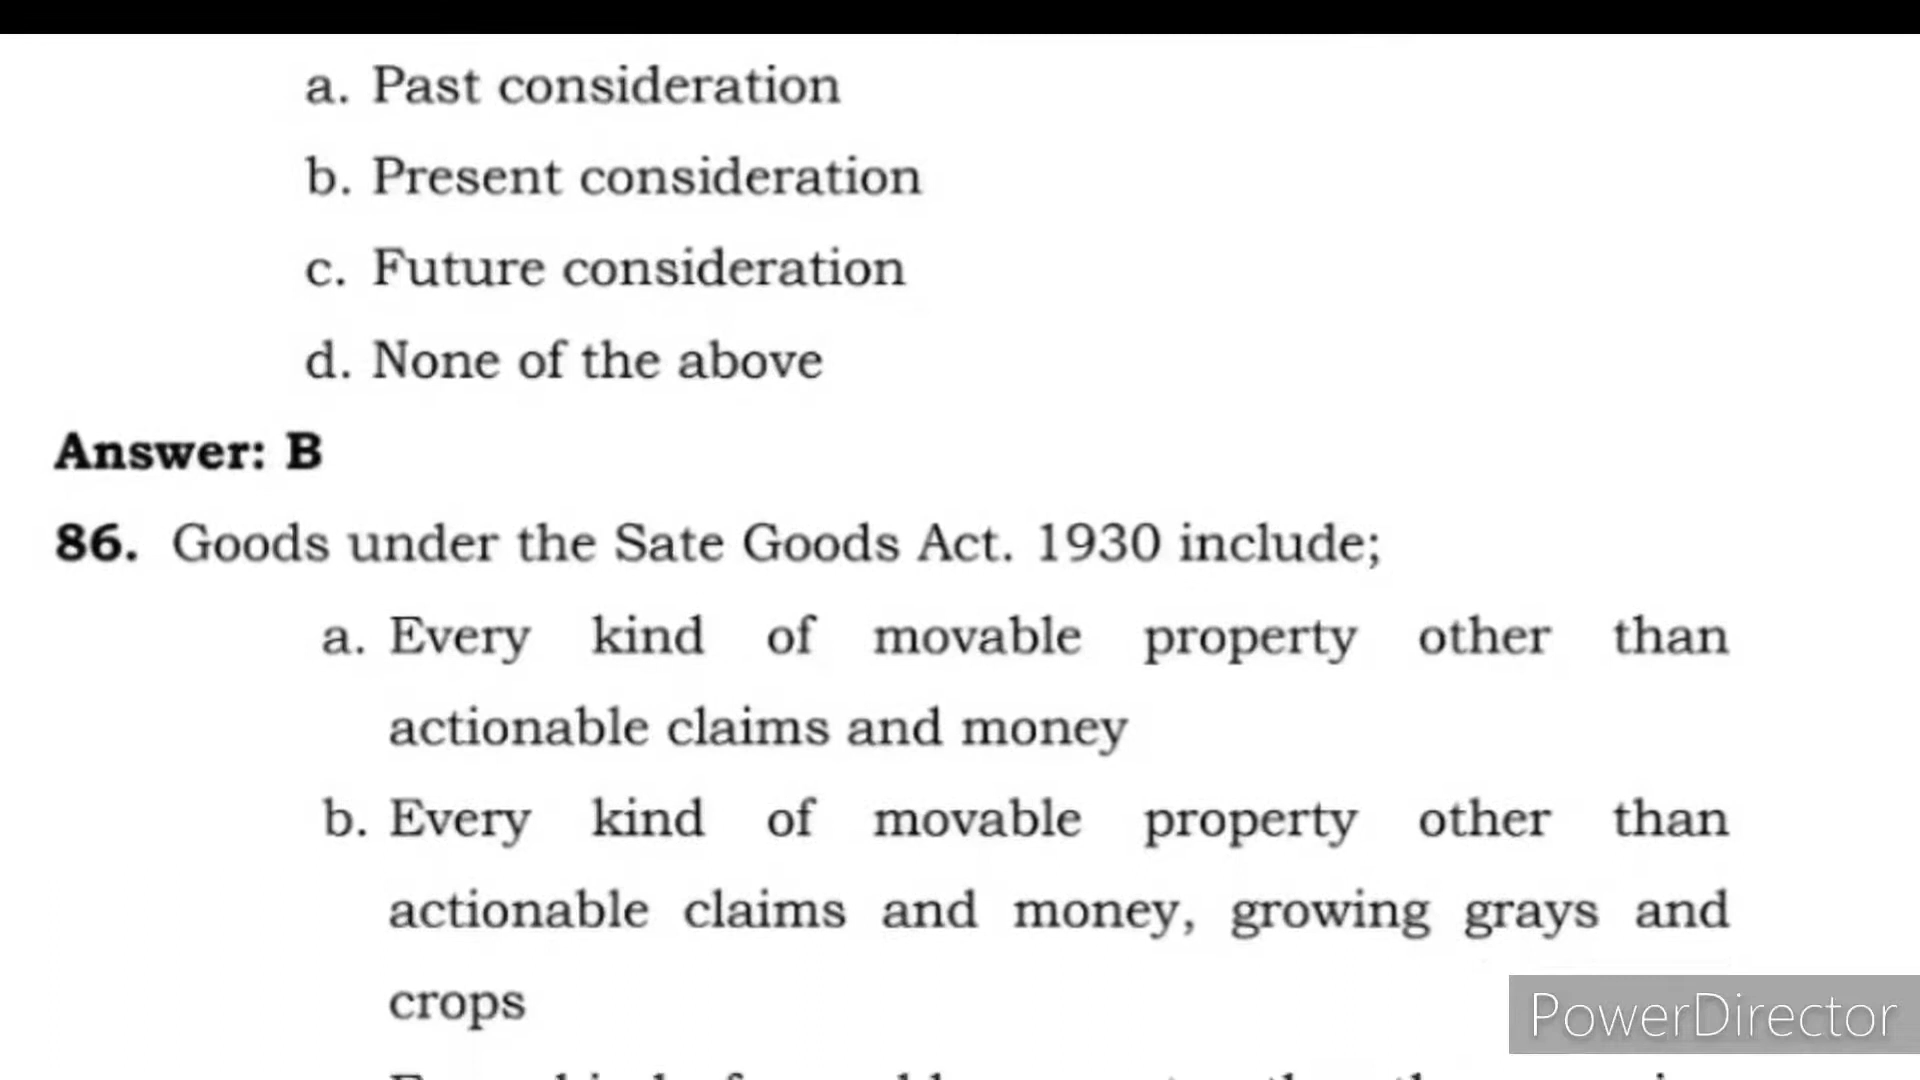 a. Past consideration
b. Present consideration
c. Future consideration
d. None of the above
Answer: B
86. Goods under the Sate Goods Act. 1930 include;
a. Every kind of movable property other than
actionable claims and money
b. Every kind of movable property other than
actionable claims and money, growing grays and
crops
PowerDirector